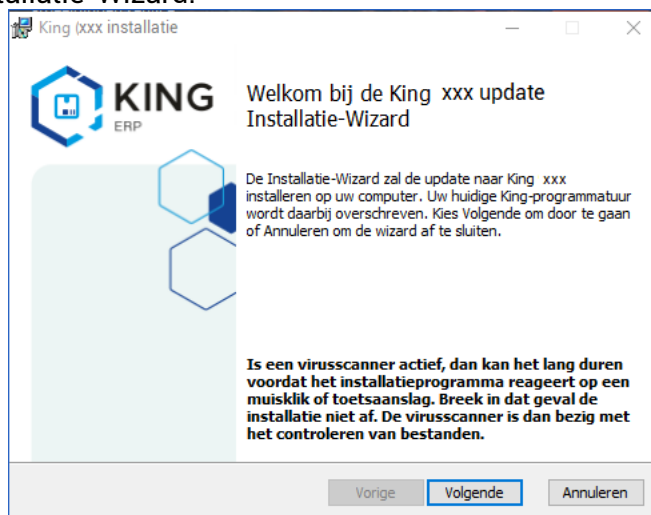 tallatie-Wizard.
King (xxx installatie
KING
ERP
Welkom bij de King xxx update
Installatie-Wizard
De Installatie-Wizard zal de update naar King xxx
installeren op uw computer. Uw huidige King-programmatuur
wordt daarbij overschreven. Kies Volgende om door te gaan
of Annuleren om de wizard af te sluiten.
Is een virusscanner actief, dan kan het lang duren
voordat het installatieprogramma reageert op een
muisklik of toetsaanslag. Breek in dat geval de
installatie niet af. De virusscanner is dan bezig met
het controleren van bestanden.
Vorige
Volgende
Annuleren